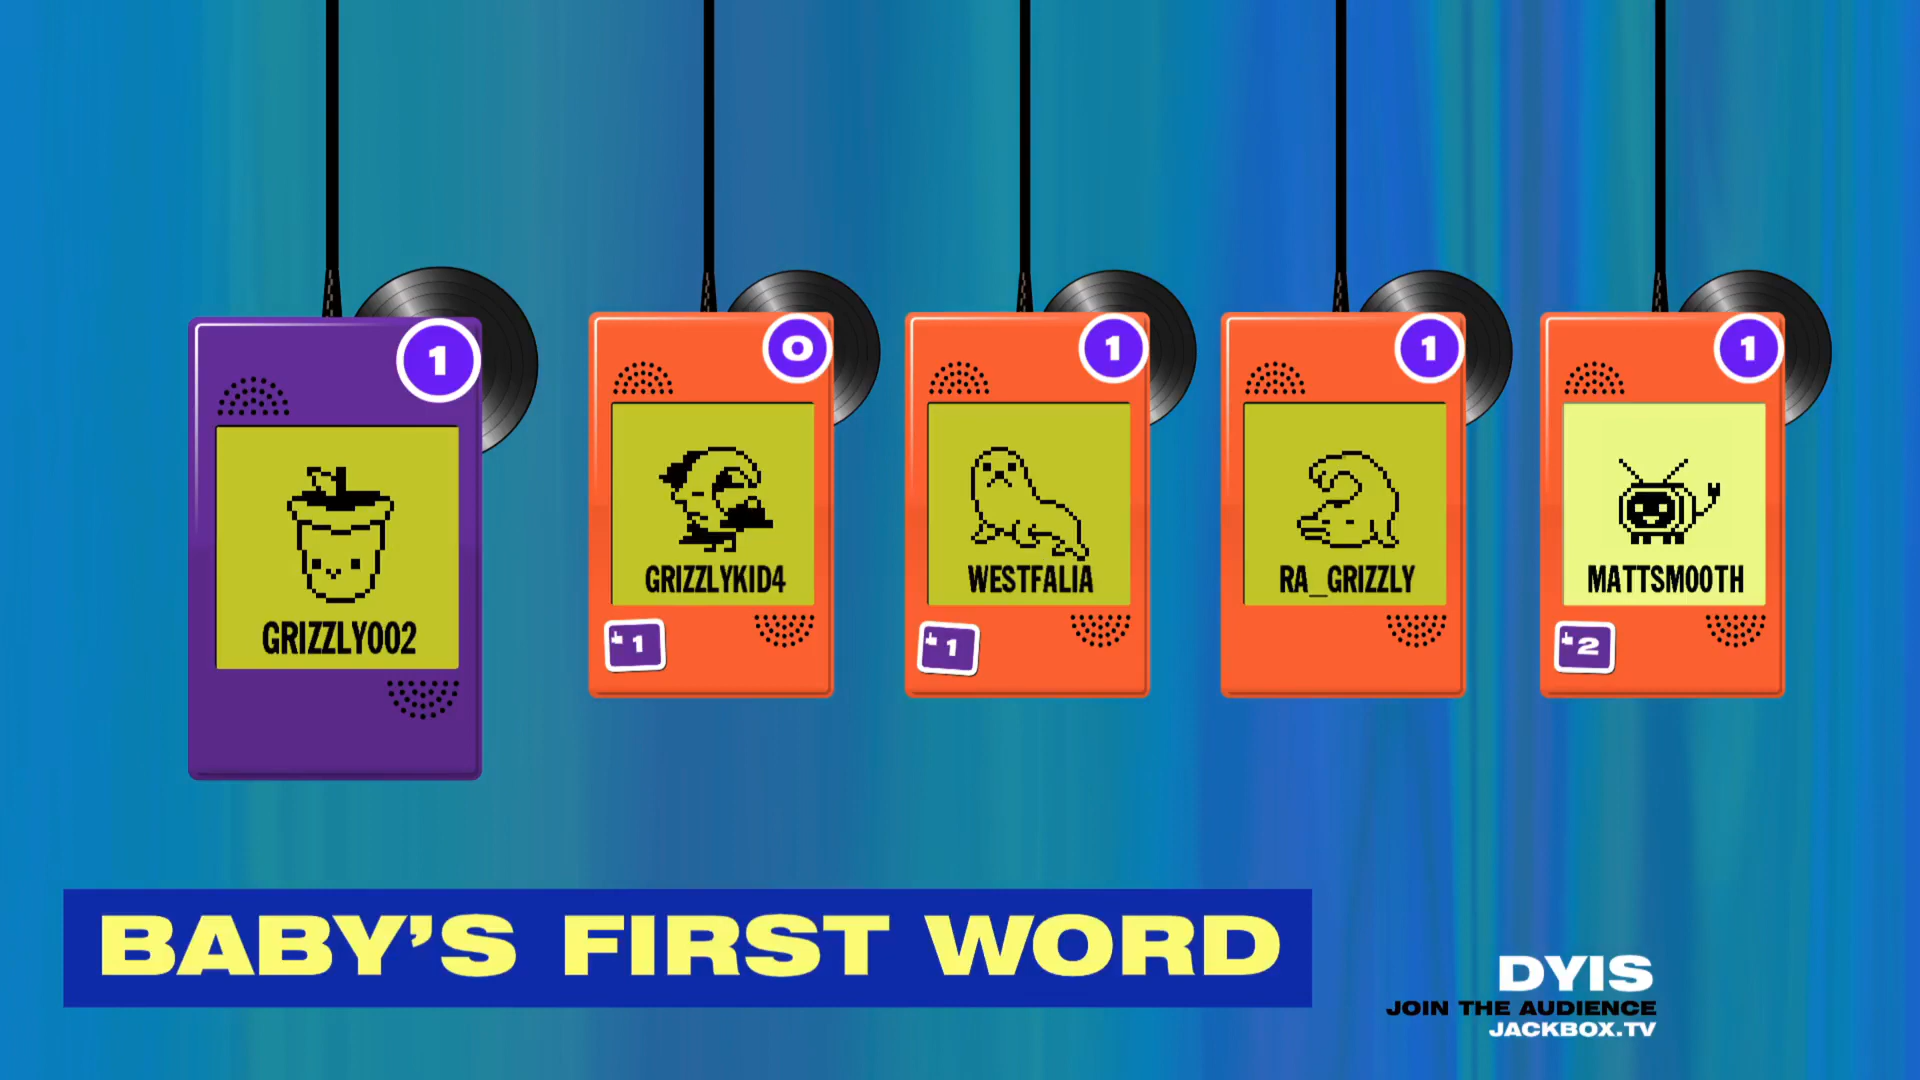 1
GRIZZLY002
0
GRIZZLYKID4
1
1
WESTFALIA
1
1
RA_GRIZZLY
1
MATTSMOOTH
2
BABY'S FIRST WORD
DYIS
JOIN THE AUDIENCE
JACKBOX.TV